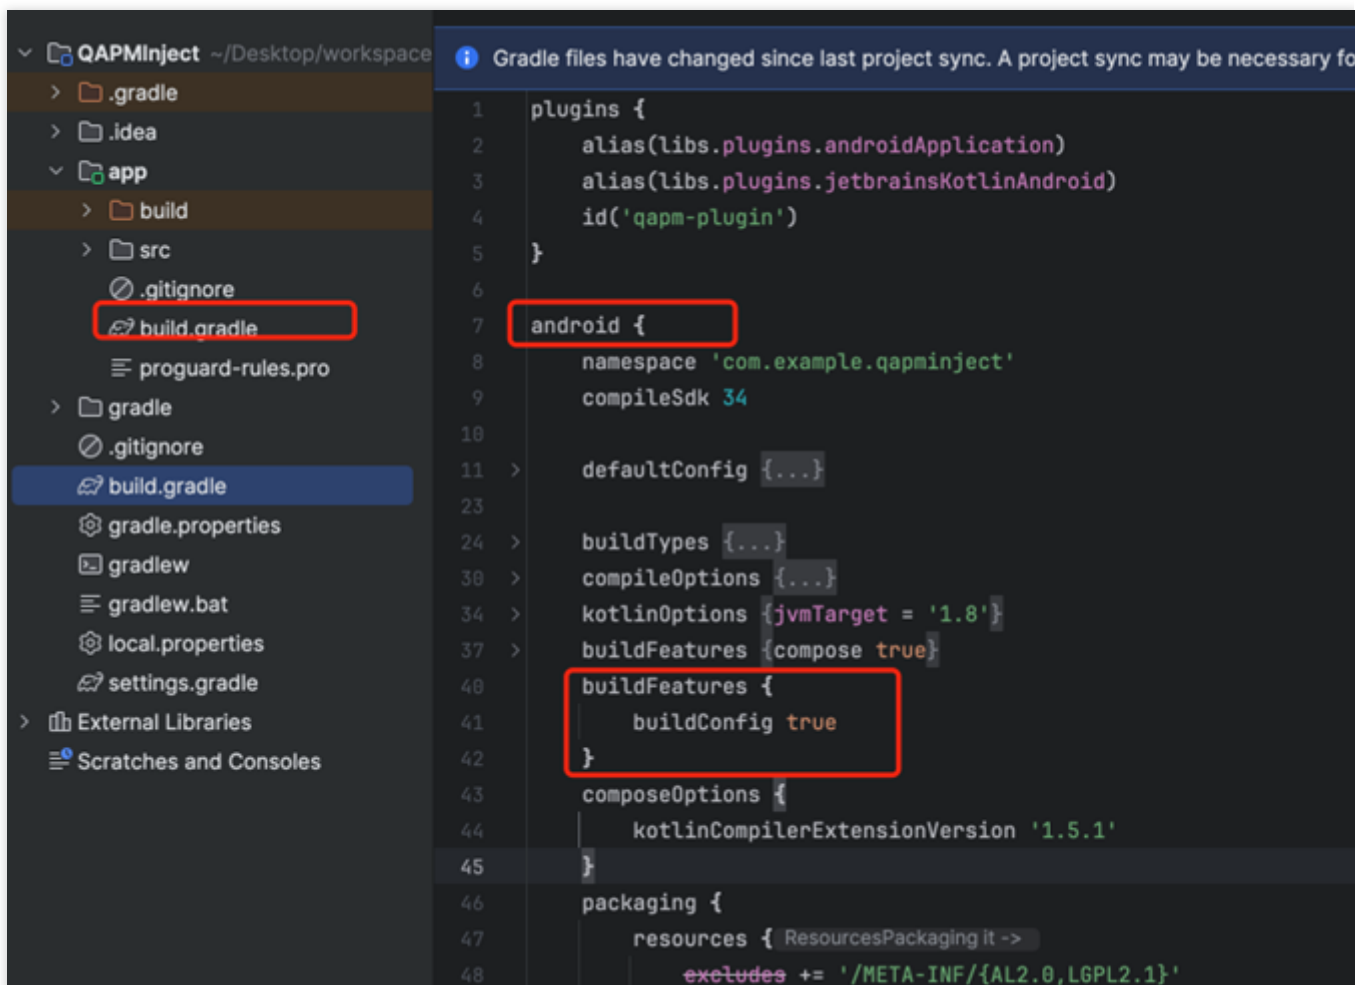 QAPMInject ~/Desktop/workspace
.gradle
.idea
app
build
src
.gitignore
build.gradle
proguard-rules.pro
gradle
.gitignore
build.gradle
gradle.properties
gradlew
gradlew.bat
local.properties
settings.gradle
External Libraries
Scratches and Consoles
Gradle files have changed since last project sync. A project sync may be necessary fo
1 plugins {
2 alias(libs.plugins.androidApplication)
3 alias(libs.plugins.jetbrainsKotlinAndroid)
4 id('qapm-plugin')
5 }
6
7 android {
8 namespace 'com.example.qapminject'
9 compileSdk 34
10
11 defaultConfig {...}
23
24 buildTypes {...}
30 compileOptions {...}
34 kotlinOptions {jvmTarget = '1.8'}
37 buildFeatures {compose true}
40 buildFeatures {
41 buildConfig true
42 }
43 composeOptions {
44 kotlinCompilerExtensionVersion '1.5.1'
45 }
46 packaging {
47 resources { ResourcesPackaging it ->
48 excludes += '/META-INF/{AL2.0,LGPL2.1}'